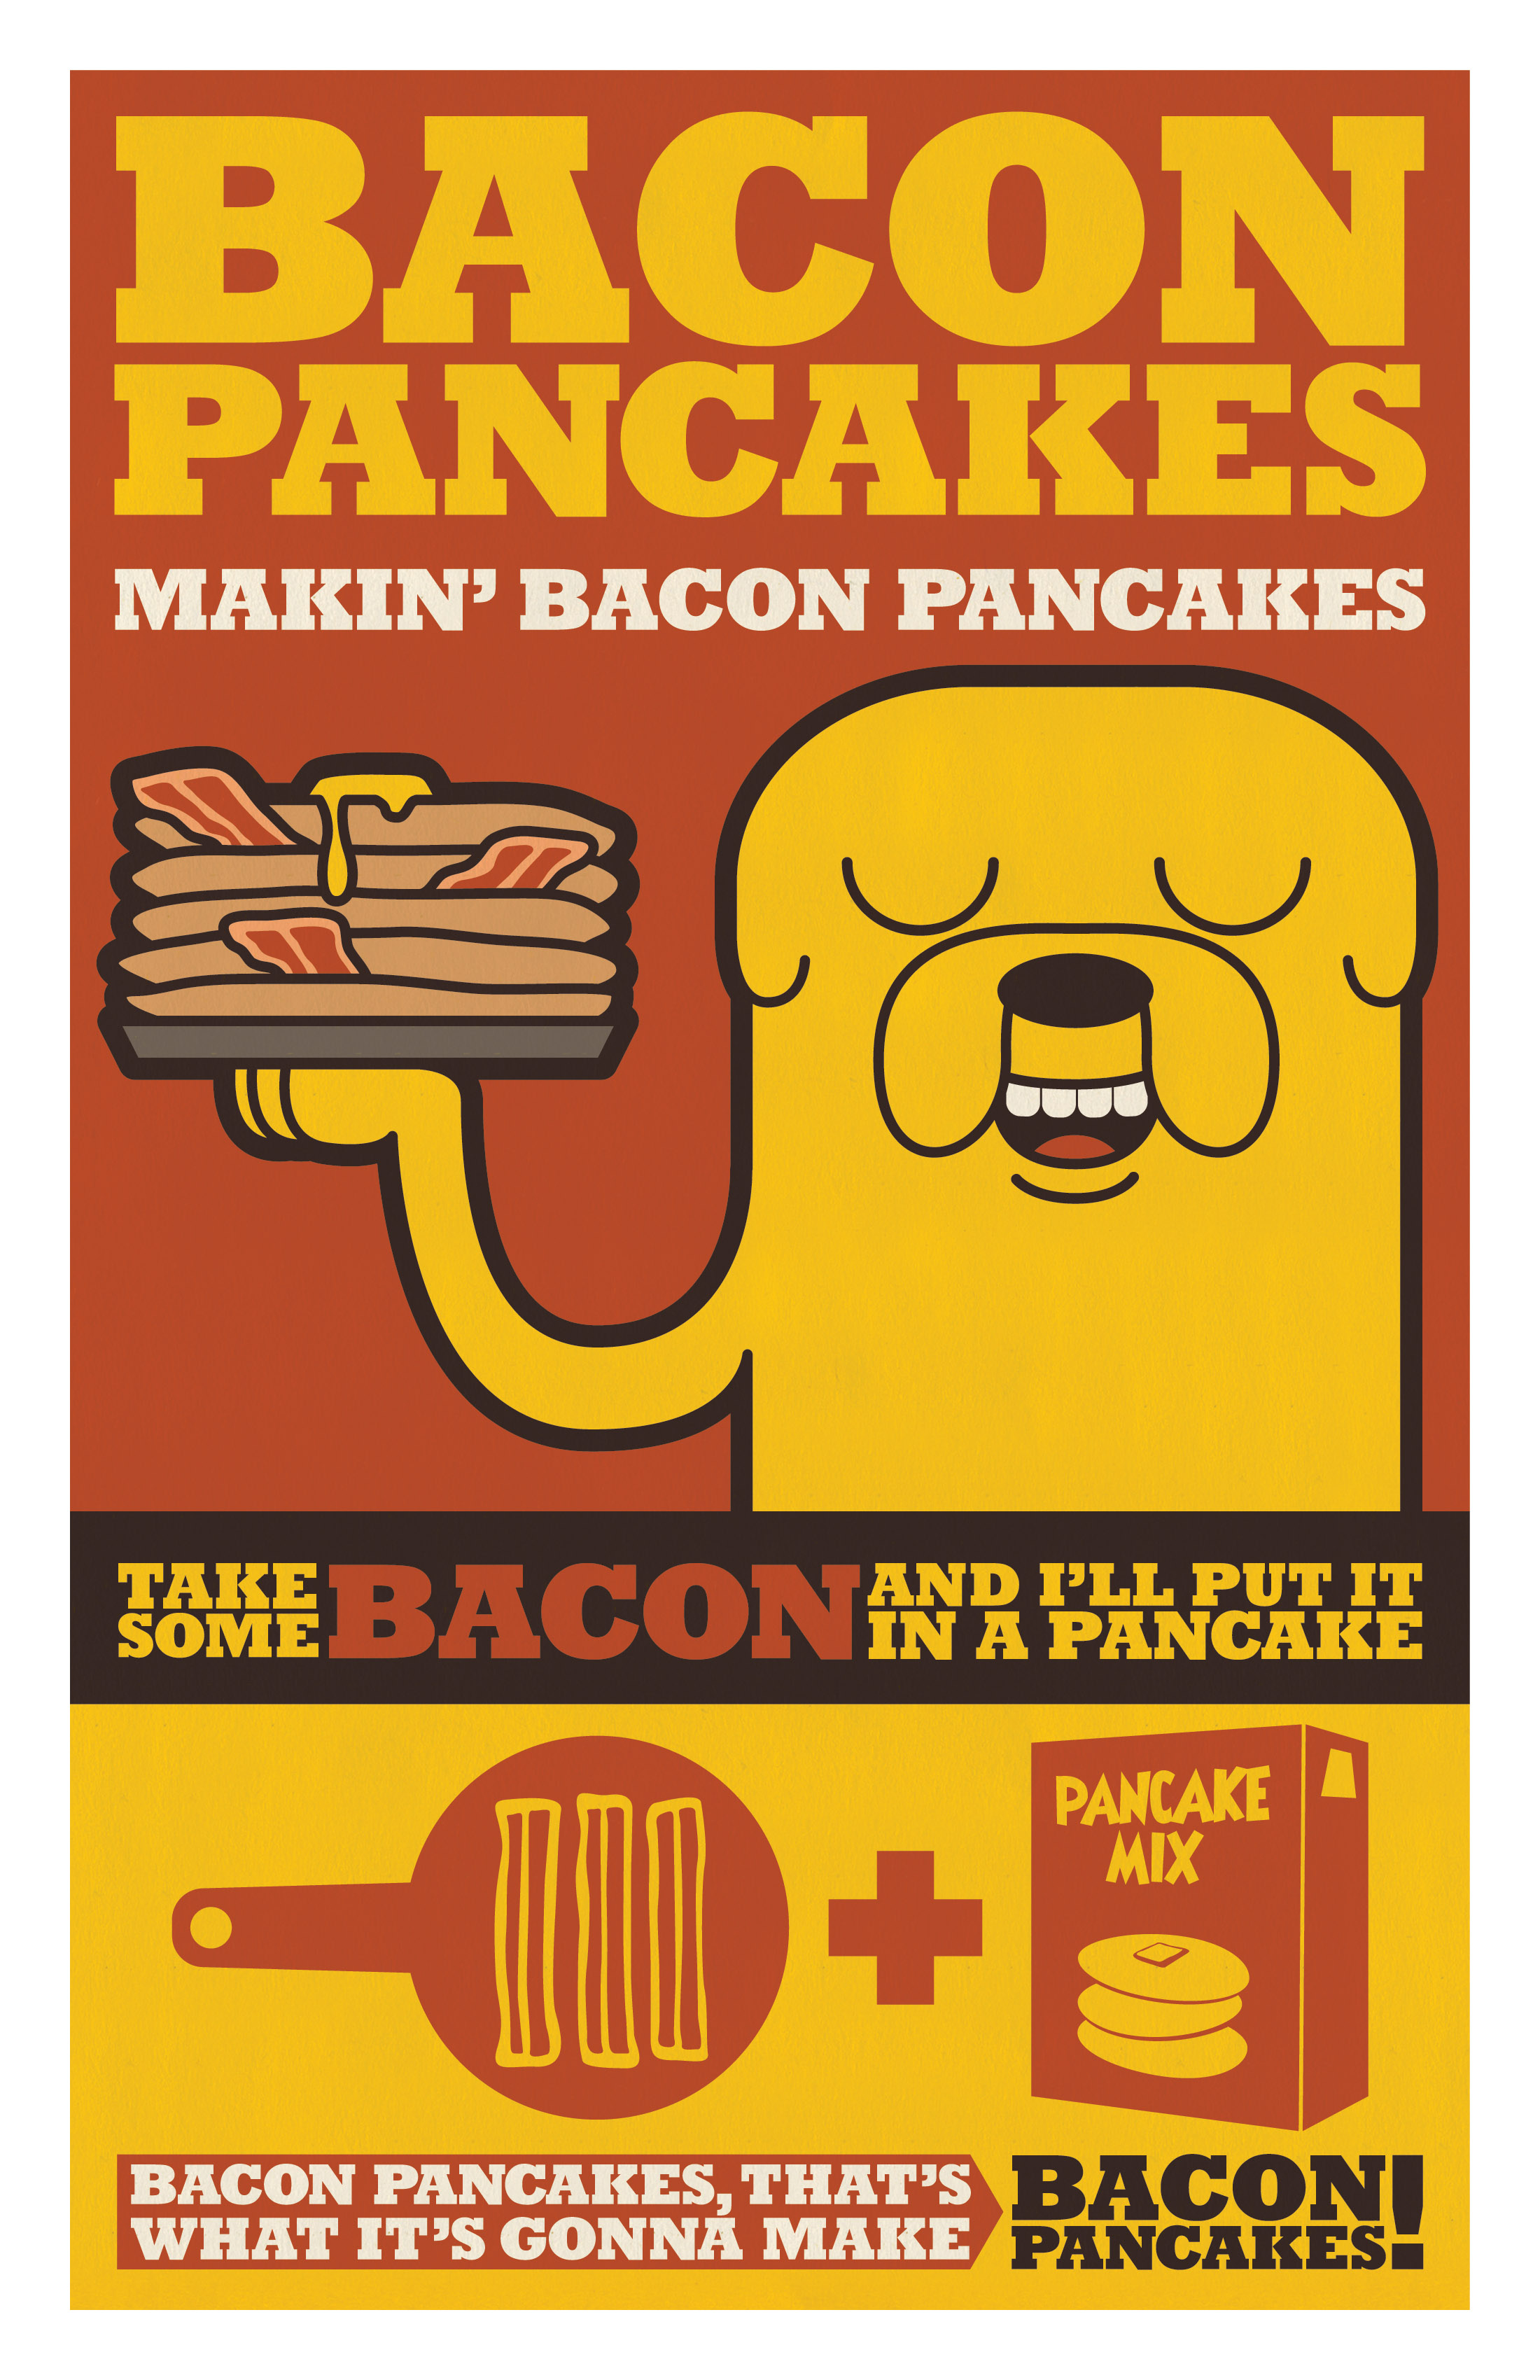 BACON
PANCAKES
MAKIN' BACON PANCAKES
TAKE
SOME
BACON
AND I'LL PUT IT
IN A PANCAKE
PANCAKE
MIX
BACON PANCAKES, THAT'S
WHAT IT'S GONNA MAKE
BACON
PANCAKES!